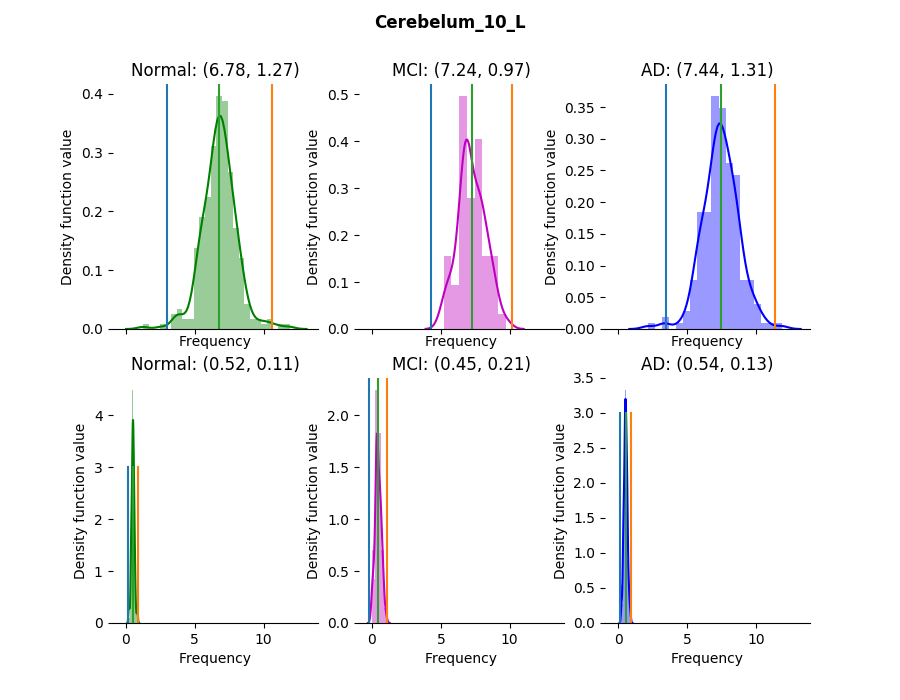 Cerebelum_10_L
Normal: (6.78, 1.27)
MCI: (7.24, 0.97)
AD: (7.44, 1.31)
Density function value
0.4
0.3
0.2
0.1
0.0
Frequency
Density function value
0.5
0.4
0.3
0.2
0.1
0.0
Frequency
Density function value
0.35
0.30
0.25
0.20
0.15
0.10
0.05
0.00
Frequency
Normal: (0.52, 0.11)
MCI: (0.45, 0.21)
AD: (0.54, 0.13)
Density function value
4
3
2
1
0
0 5 10
Frequency
Density function value
2.0
1.5
1.0
0.5
0.0
0 5 10
Frequency
Density function value
3.5
3.0
2.5
2.0
1.5
1.0
0.5
0.0
0 5 10
Frequency